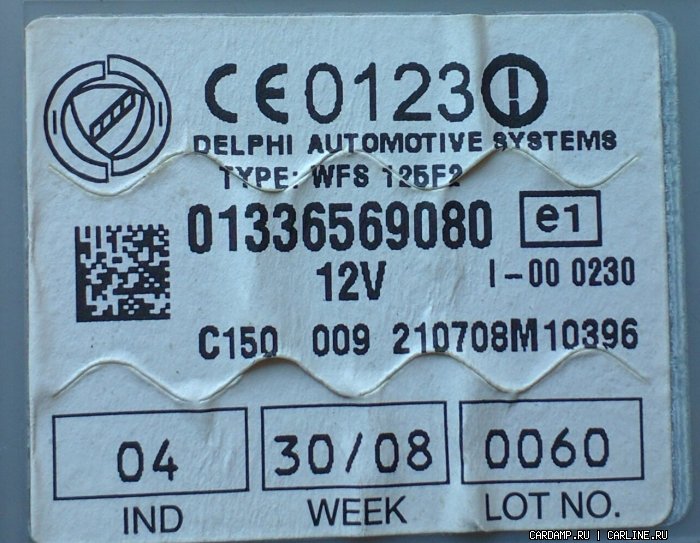 CE0123
DELPHI AUTOMOTIVE SYSTEMS
TYPE: WFS 125F2
01336569080 e1
12V I-00 0230
C150 009 210708M10396
04 30/08 0060
IND WEEK LOT NO.
CARDAMP.RU | CARLINE.RU